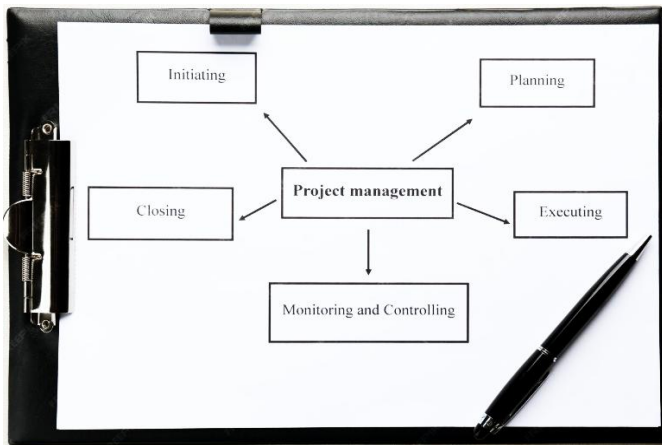 Initiating
Planning
Project management
Closing
Executing
Monitoring and Controlling